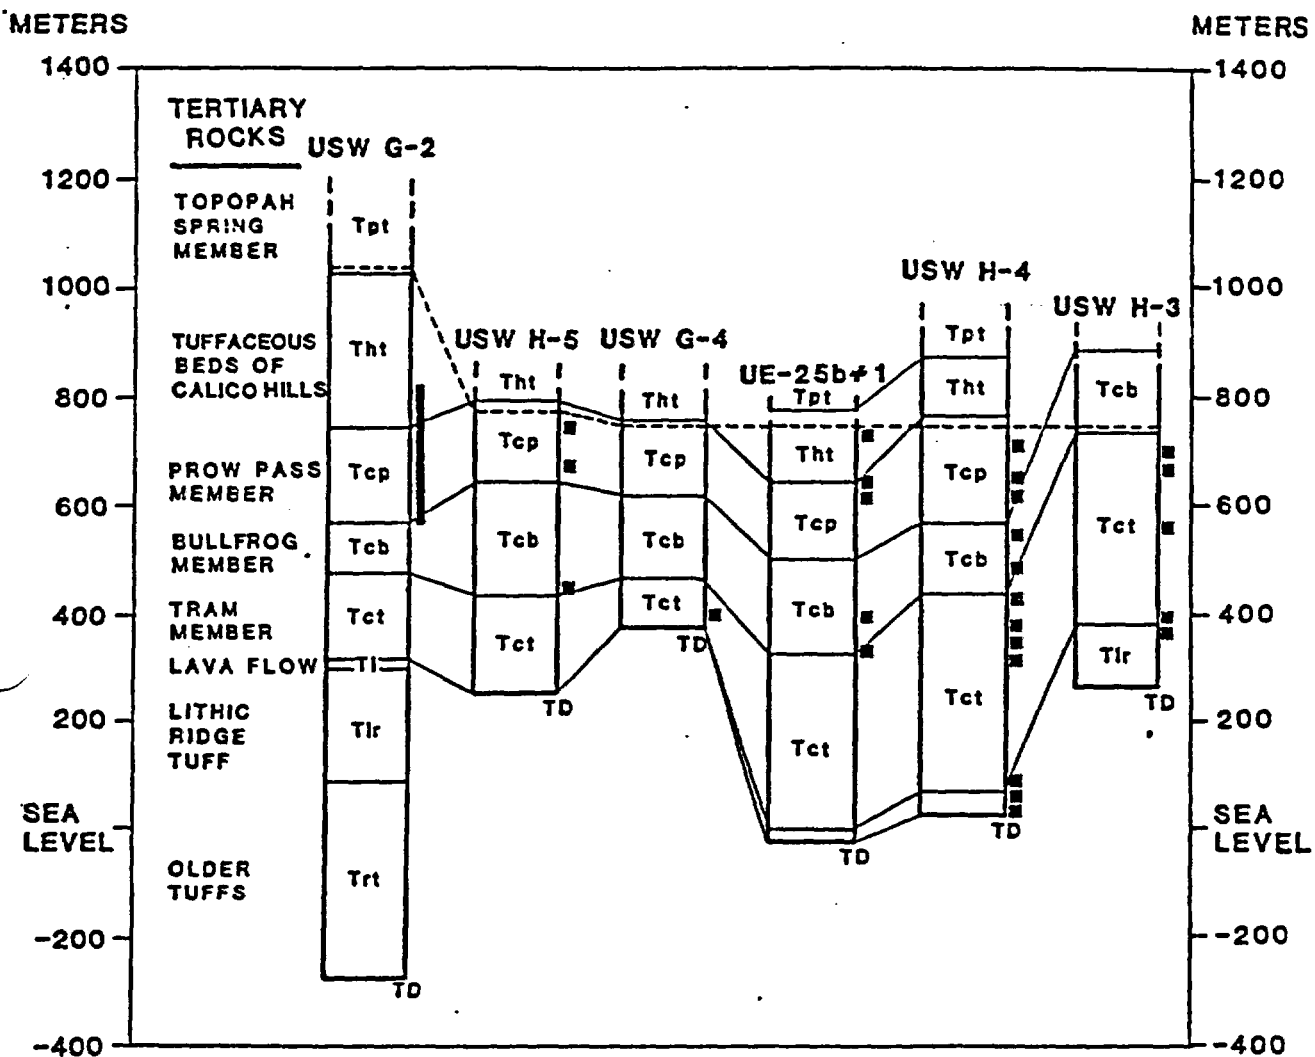 METERS
METERS
1400
1400
TERTIARY
ROCKS
USW G-2
1200
1200
TOPOPAH
SPRING
MEMBER
Tpt
USW H-4
1000
1000
USW H-3
TUFFACEOUS
BEDS OF
CALICO HILLS
Tht
USW H-5
USW G-4
Tpt
UE-25b#1
Tht
Tht
Tpt
Tht
Tcb
800
800
PROW PASS
MEMBER
Tcp
Tcp
Tcp
Tht
Tcp
600
600
Tcp
Tct
BULLFROG
MEMBER
Tcb
Tcb
Tcb
Tcb
TRAM
MEMBER
Tct
Tct
Tct
Tcb
400
400
TD
LAVA FLOW
Tl
Tlr
Tct
TD
TD
200
200
LITHIC
RIDGE
TUFF
Tlr
Tct
SEA
LEVEL
SEA
LEVEL
TD
TD
OLDER
TUFFS
Trt
-200
-200
TD
-400
-400